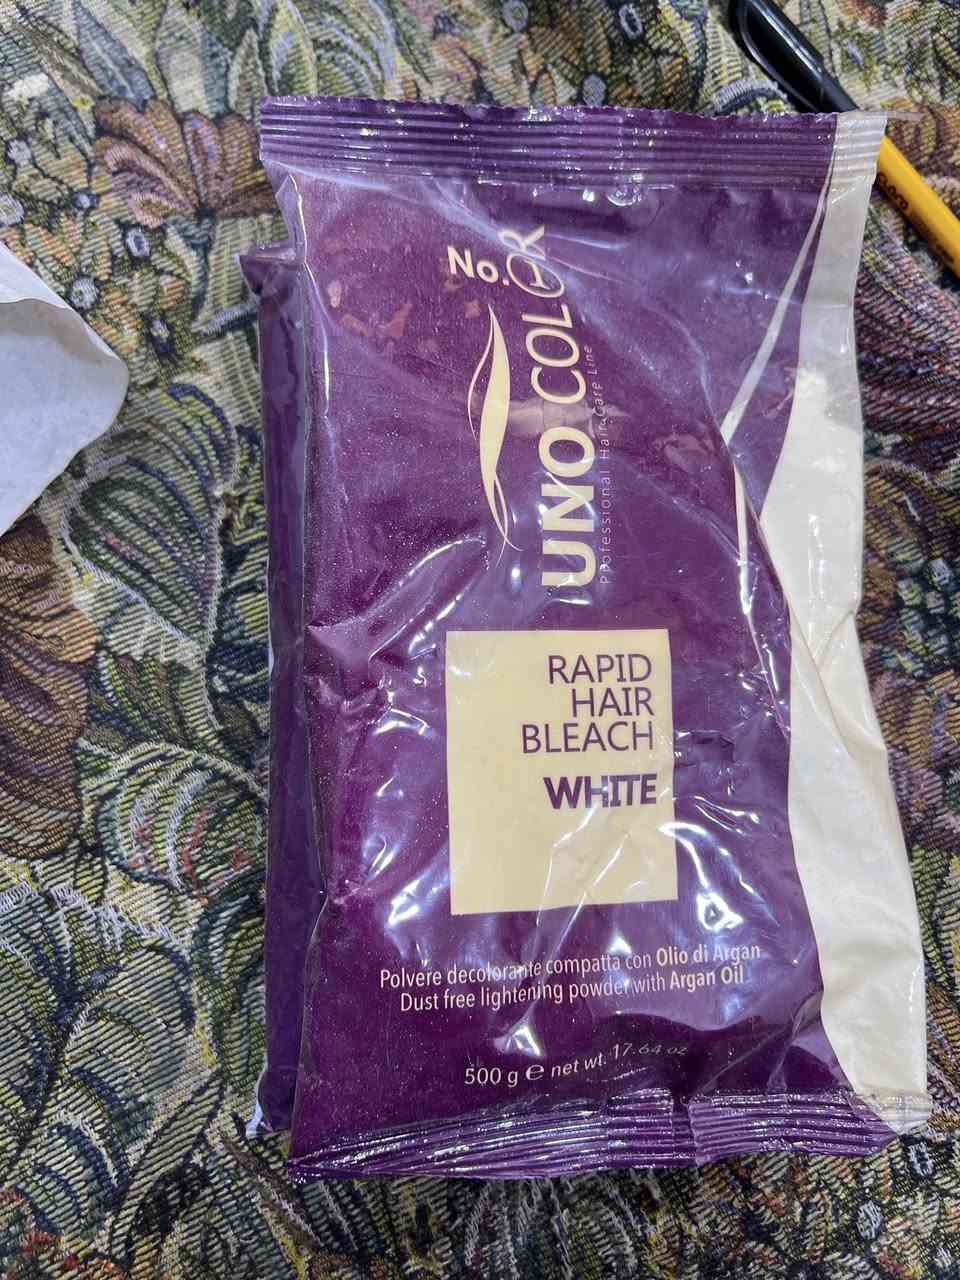 No.
UNO COLOR
Professional Hair Care Line
RAPID
HAIR
BLEACH
WHITE
Polvere decolorante compatta con Olio di Argan
Dust free lightening powder with Argan Oil
500 g e net wt. 17.64 oz